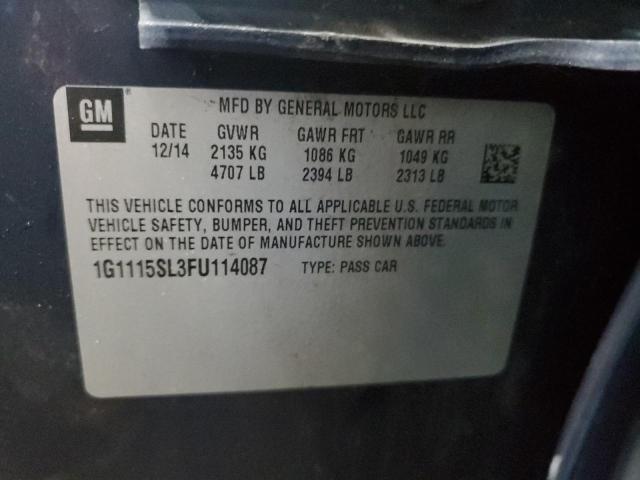 GM
MFD BY GENERAL MOTORS LLC
DATE GVWR GAWR FRT GAWR RR
12/14 2135 KG 1086 KG 1049 KG
4707 LB 2394 LB 2313 LB
THIS VEHICLE CONFORMS TO ALL APPLICABLE U.S. FEDERAL MOTOR
VEHICLE SAFETY, BUMPER, AND THEFT PREVENTION STANDARDS IN
EFFECT ON THE DATE OF MANUFACTURE SHOWN ABOVE.
1G1115SL3FU114087 TYPE: PASS CAR